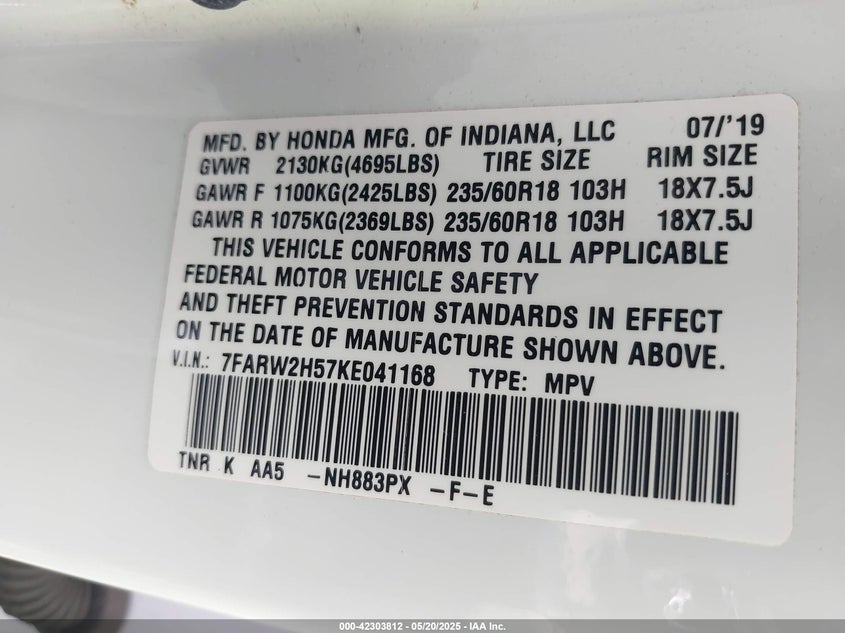 MFD. BY HONDA MFG. OF INDIANA, LLC 07/'19
GVWR 2130KG(4695LBS) TIRE SIZE RIM SIZE
GAWR F 1100KG(2425LBS) 235/60R18 103H 18X7.5J
GAWR R 1075KG(2369LBS) 235/60R18 103H 18X7.5J
THIS VEHICLE CONFORMS TO ALL APPLICABLE
FEDERAL MOTOR VEHICLE SAFETY
AND THEFT PREVENTION STANDARDS IN EFFECT
ON THE DATE OF MANUFACTURE SHOWN ABOVE.
V.I.N.: 7FARW2H57KE041168 TYPE: MPV
TNR K AA5 -NH883PX -F-E
000-42303812 - 05/20/2025 - IAA Inc.